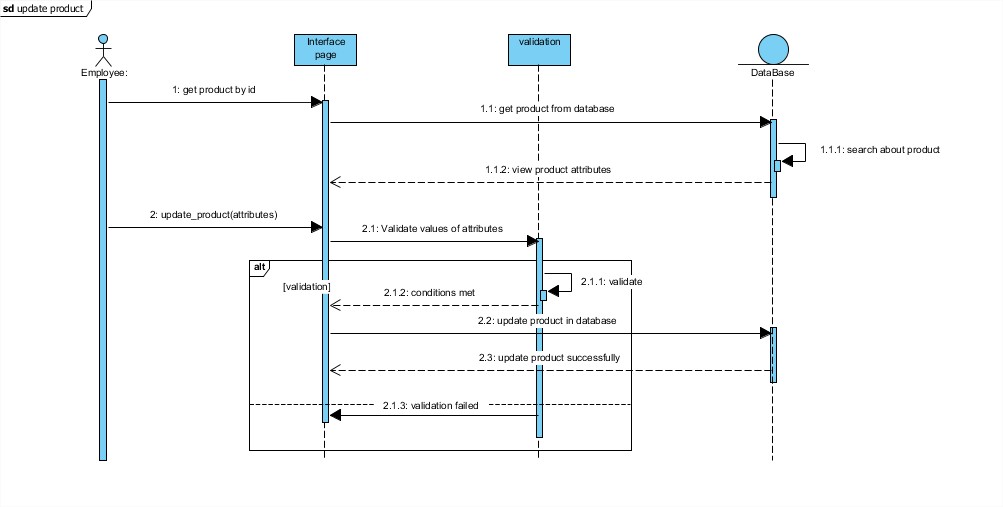 sd update product
Interface
page
validation
Employee:
DataBase
1: get product by id
1.1: get product from database
1.1.1: search about product
1.1.2: view product attributes
2: update_product(attributes)
2.1: Validate values of attributes
alt
[validation]
2.1.1: validate
2.1.2: conditions met
2.2: update product in database
2.3: update product successfully
2.1.3: validation failed